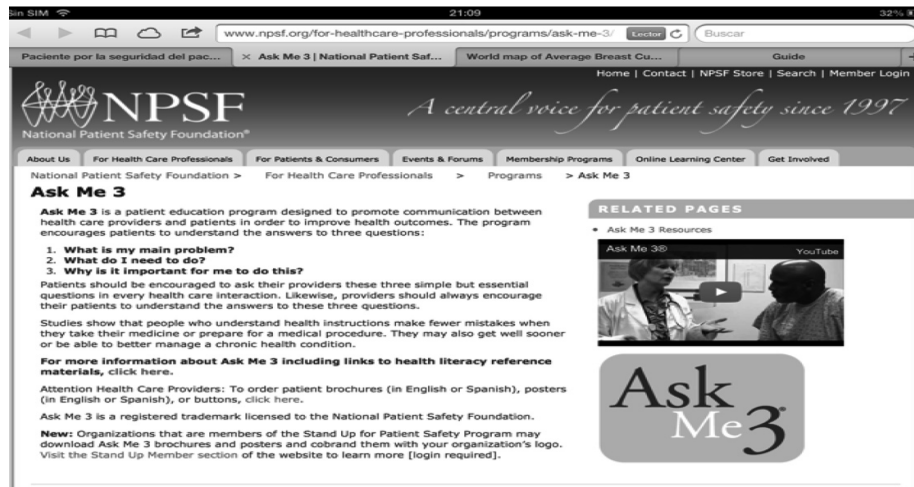 Sin SIM 21:09 32%
www.npsf.org/for-healthcare-professionals/programs/ask-me-3/ Lector Buscar
Paciente por la seguridad del pac... × Ask Me 3 | National Patient Saf... World map of Average Breast Cu... Guide
Home | Contact | NPSF Store | Search | Member Login
NPSF
National Patient Safety Foundation®
A central voice for patient safety since 1997
About Us For Health Care Professionals For Patients & Consumers Events & Forums Membership Programs Online Learning Center Get Involved
National Patient Safety Foundation > For Health Care Professionals > Programs > Ask Me 3
Ask Me 3
Ask Me 3 is a patient education program designed to promote communication between
health care providers and patients in order to improve health outcomes. The program
encourages patients to understand the answers to three questions:
1. What is my main problem?
2. What do I need to do?
3. Why is it important for me to do this?
Patients should be encouraged to ask their providers these three simple but essential
questions in every health care interaction. Likewise, providers should always encourage
their patients to understand the answers to these three questions.
Studies show that people who understand health instructions make fewer mistakes when
they take their medicine or prepare for a medical procedure. They may also get well sooner
or be able to better manage a chronic health condition.
For more information about Ask Me 3 including links to health literacy reference
materials, click here.
Attention Health Care Providers: To order patient brochures (in English or Spanish), posters
(in English or Spanish), or buttons, click here.
Ask Me 3 is a registered trademark licensed to the National Patient Safety Foundation.
New: Organizations that are members of the Stand Up for Patient Safety Program may
download Ask Me 3 brochures and posters and cobrand them with your organization's logo.
Visit the Stand Up Member section of the website to learn more [login required].
RELATED PAGES
• Ask Me 3 Resources
Ask Me 3® YouTube
Ask
Me 3®